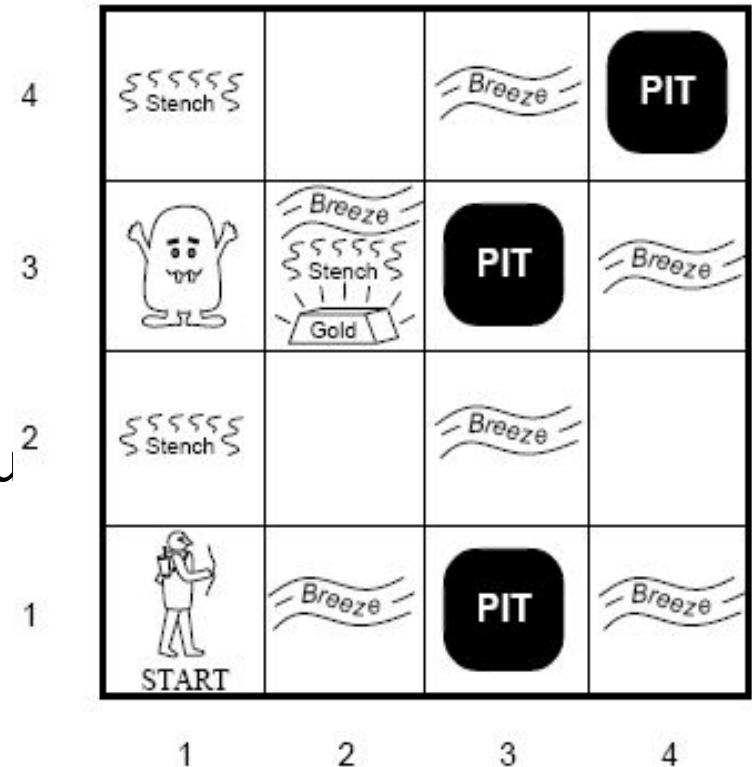 4 Stench Breeze PIT
Breeze
3 Stench PIT Breeze
Gold
2 Stench Breeze
1 Breeze PIT Breeze
START
1 2 3 4